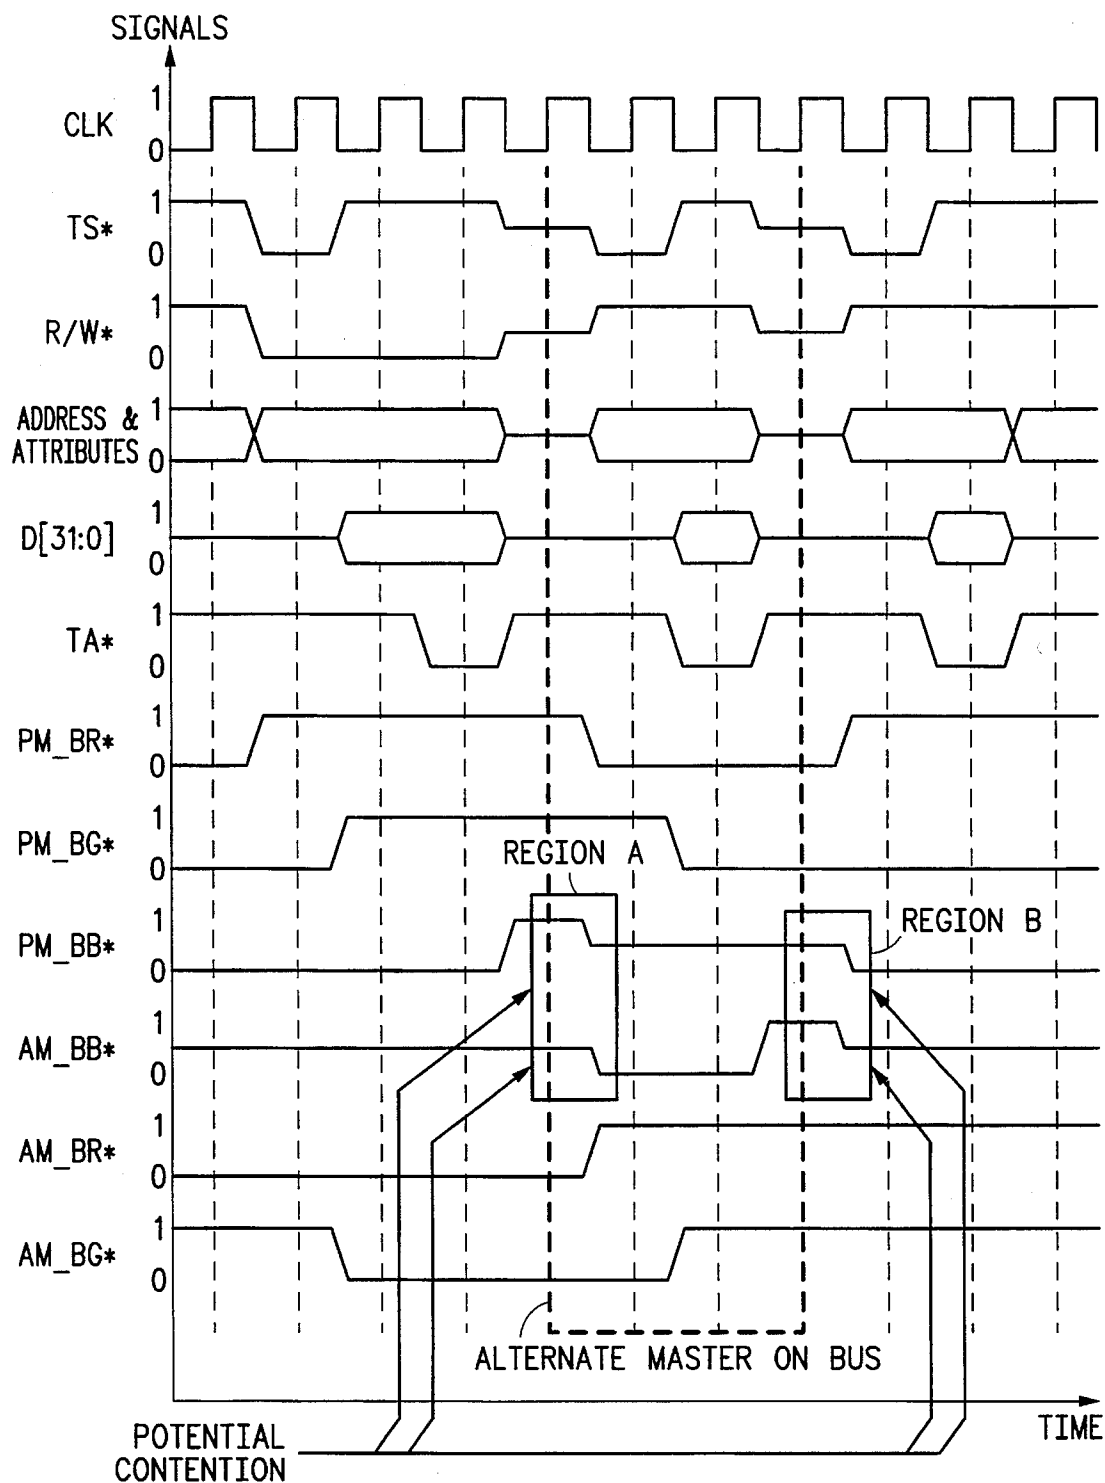 SIGNALS
1
CLK
0
1
TS*
0
1
R/W*
0
ADDRESS & 1
ATTRIBUTES 0
1
D[31:0]
0
1
TA*
0
1
PM_BR*
0
1
PM_BG*
0
REGION A
1
PM_BB*
0
REGION B
1
AM_BB*
0
1
AM_BR*
0
1
AM_BG*
0
ALTERNATE MASTER ON BUS
TIME
POTENTIAL
CONTENTION